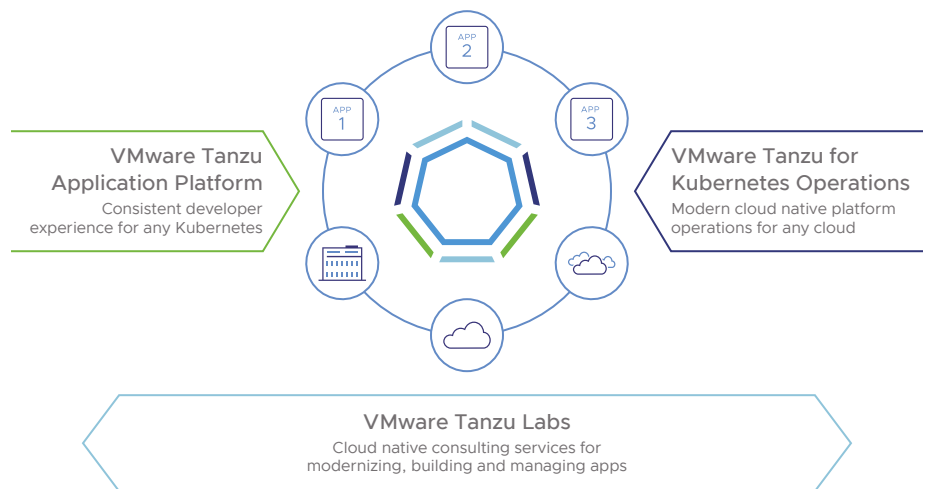 APP
2
APP
1
APP
3
VMware Tanzu
Application Platform
Consistent developer
experience for any Kubernetes
VMware Tanzu for
Kubernetes Operations
Modern cloud native platform
operations for any cloud
VMware Tanzu Labs
Cloud native consulting services for
modernizing, building and managing apps